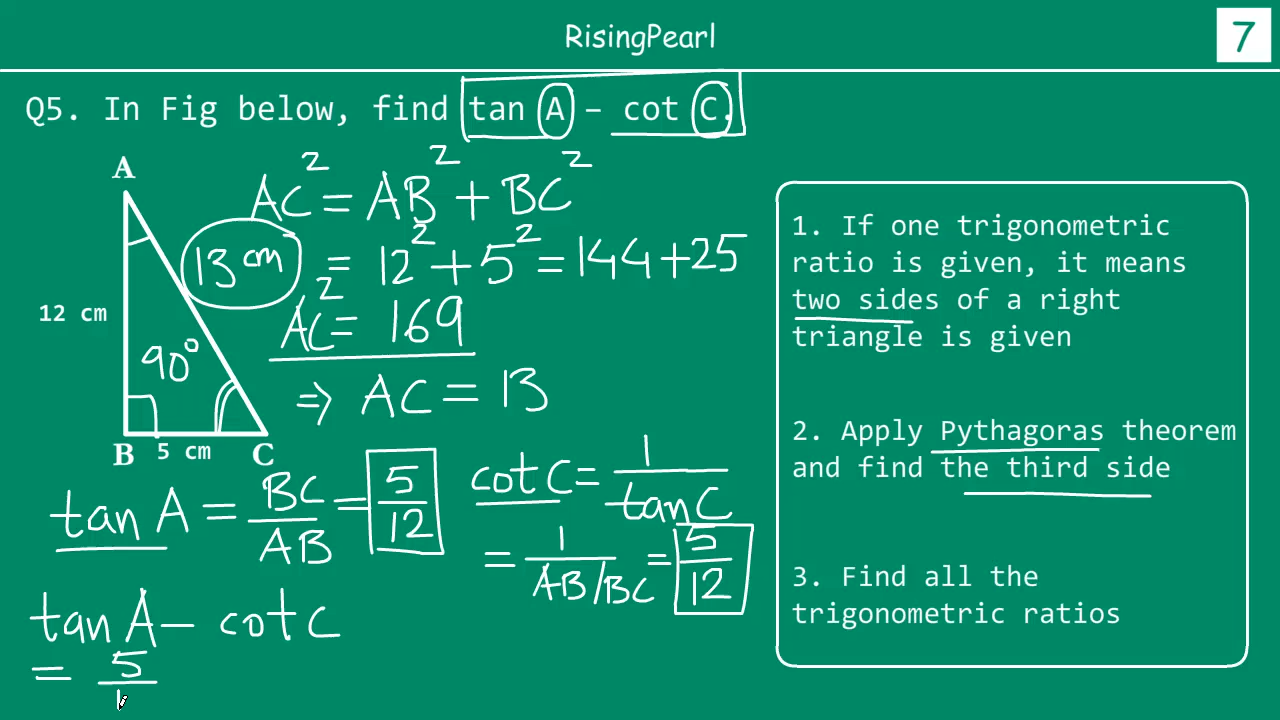 RisingPearl
7
Q5. In Fig below, find tan A – cot C.
A
12 cm
13 cm
90°
B
5 cm
C
AC² = AB² + BC²
= 12² + 5² = 144 + 25
AC² = 169
⇒ AC = 13
tan A = BC/AB = 5/12
cot C = 1/tan C
= 1/(AB/BC) = 5/12
tan A – cot C
= 5/1
1. If one trigonometric
ratio is given, it means
two sides of a right
triangle is given
2. Apply Pythagoras theorem
and find the third side
3. Find all the
trigonometric ratios